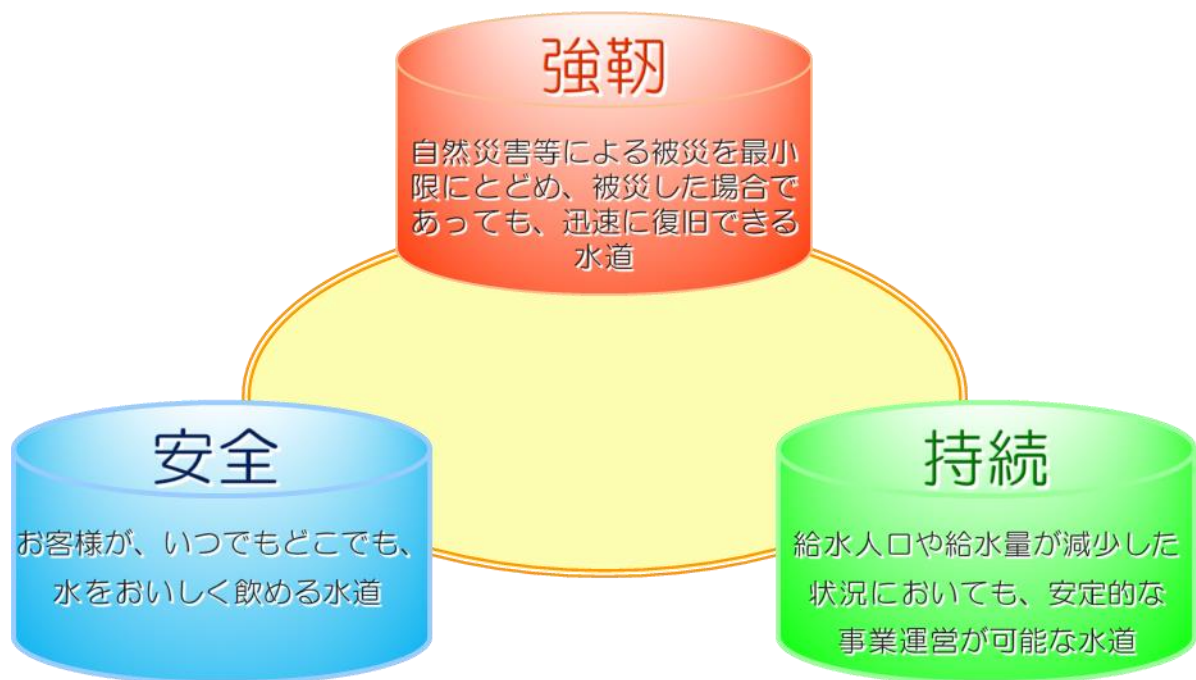 強靭
自然災害等による被災を最小
限にとどめ、被災した場合で
あっても、迅速に復旧できる
水道
安全
お客様が、いつでもどこでも、
水をおいしく飲める水道
持続
給水人口や給水量が減少した
状況においても、安定的な
事業運営が可能な水道